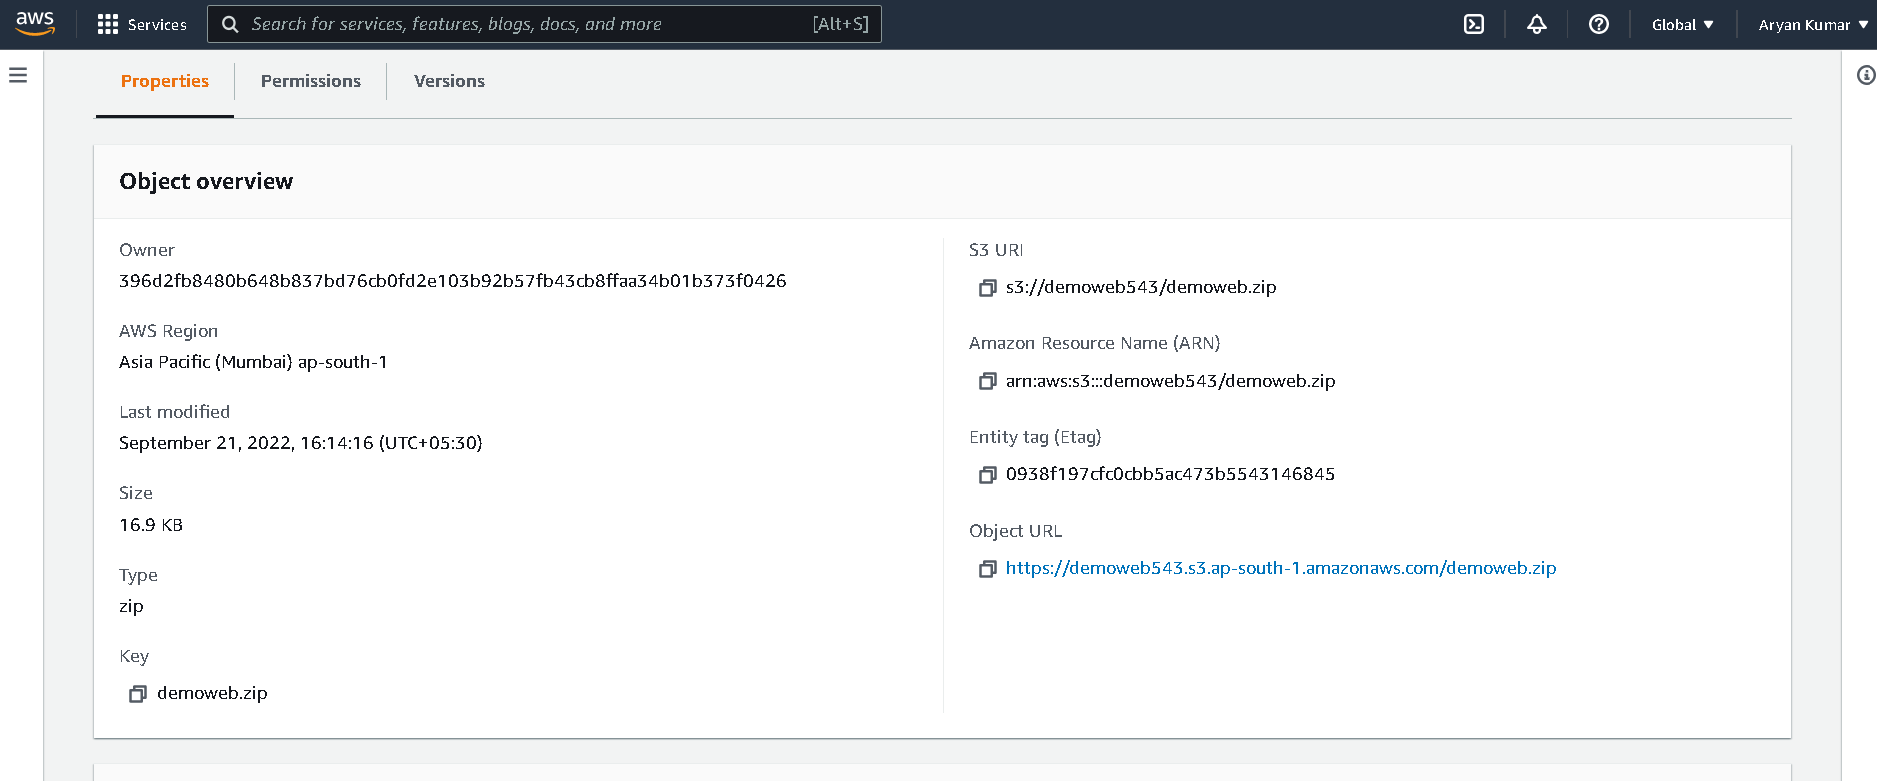 aws
Services
Search for services, features, blogs, docs, and more
[Alt+S]
Global
Aryan Kumar
Properties
Permissions
Versions
Object overview
Owner
396d2fb8480b648b837bd76cb0fd2e103b92b57fb43cb8ffaa34b01b373f0426
AWS Region
Asia Pacific (Mumbai) ap-south-1
Last modified
September 21, 2022, 16:14:16 (UTC+05:30)
Size
16.9 KB
Type
zip
Key
demoweb.zip
S3 URI
s3://demoweb543/demoweb.zip
Amazon Resource Name (ARN)
arn:aws:s3:::demoweb543/demoweb.zip
Entity tag (Etag)
0938f197cfc0cbb5ac473b5543146845
Object URL
https://demoweb543.s3.ap-south-1.amazonaws.com/demoweb.zip